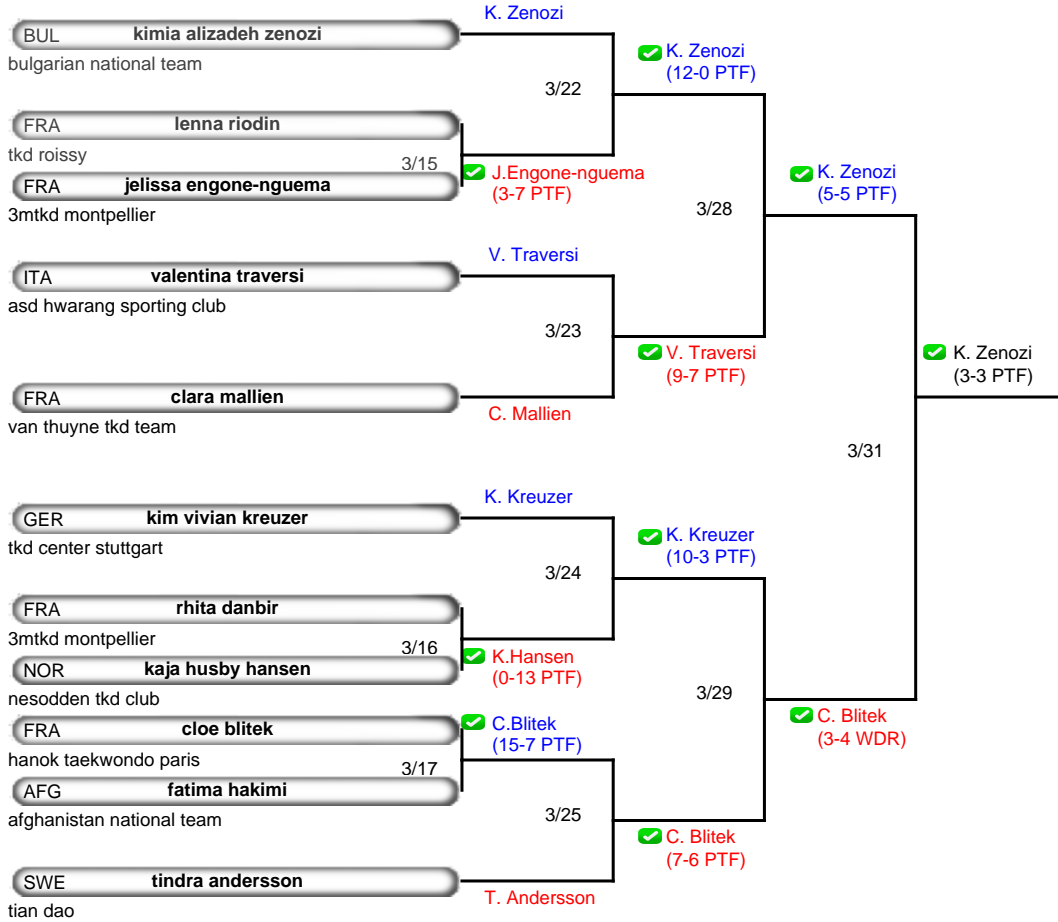 K. Zenozi
BUL kimia alizadeh zenozi
bulgarian national team
K. Zenozi
(12-0 PTF)
3/22
FRA lenna riodin
tkd roissy
3/15
J.Engone-nguema
(3-7 PTF)
FRA jelissa engone-nguema
3mtkd montpellier
K. Zenozi
(5-5 PTF)
3/28
V. Traversi
ITA valentina traversi
asd hwarang sporting club
3/23
V. Traversi
(9-7 PTF)
K. Zenozi
(3-3 PTF)
FRA clara mallien
C. Mallien
van thuyne tkd team
3/31
K. Kreuzer
GER kim vivian kreuzer
tkd center stuttgart
K. Kreuzer
(10-3 PTF)
3/24
FRA rhita danbir
3mtkd montpellier
3/16
K.Hansen
(0-13 PTF)
NOR kaja husby hansen
nesodden tkd club
3/29
C. Blitek
(3-4 WDR)
FRA cloe blitek
C.Blitek
(15-7 PTF)
hanok taekwondo paris
3/17
AFG fatima hakimi
afghanistan national team
3/25
C. Blitek
(7-6 PTF)
SWE tindra andersson
T. Andersson
tian dao